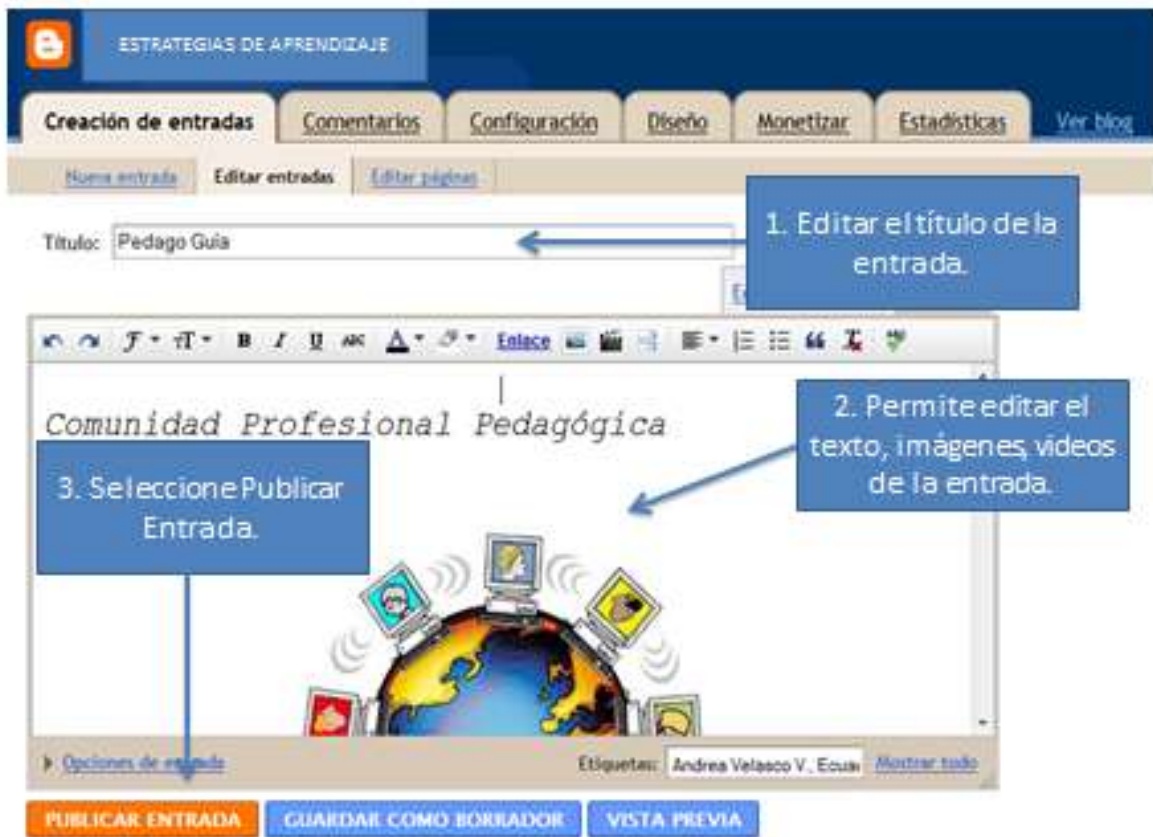 ESTRATEGIAS DE APRENDIZAJE
Creación de entradas Comentarios Configuración Diseño Monetizar Estadísticas Ver blog
Nueva entrada Editar entradas Editar páginas
1. Editar el título de la
entrada.
Título: Pedago Guia
B I U ABC A Enlace
Comunidad Profesional Pedagógica
2. Permite editar el
texto, imágenes, videos
de la entrada.
3. Seleccione Publicar
Entrada.
Opciones de entrada Etiquetas: Andrea Velasco V., Mostrar todo
PUBLICAR ENTRADA GUARDAR COMO BORRADOR VISTA PREVIA